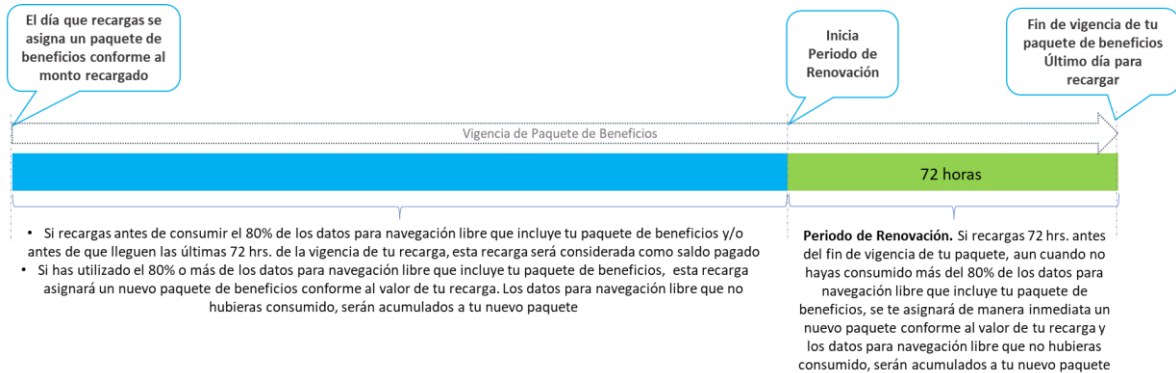 El día que recargas se
asigna un paquete de
beneficios conforme al
monto recargado
Inicia
Periodo de
Renovación
Fin de vigencia de tu
paquete de beneficios
Último día para
recargar
Vigencia de Paquete de Beneficios
72 horas
• Si recargas antes de consumir el 80% de los datos para navegación libre que incluye tu paquete de beneficios y/o
antes de que lleguen las últimas 72 hrs. de la vigencia de tu recarga, esta recarga será considerada como saldo pagado
• Si has utilizado el 80% o más de los datos para navegación libre que incluye tu paquete de beneficios, esta recarga
asignará un nuevo paquete de beneficios conforme al valor de tu recarga. Los datos para navegación libre que no
hubieras consumido, serán acumulados a tu nuevo paquete
Periodo de Renovación. Si recargas 72 hrs. antes
del fin de vigencia de tu paquete, aun cuando no
hayas consumido más del 80% de los datos para
navegación libre que incluye tu paquete de
beneficios, se te asignará de manera inmediata un
nuevo paquete conforme al valor de tu recarga y
los datos para navegación libre que no hubieras
consumido, serán acumulados a tu nuevo paquete